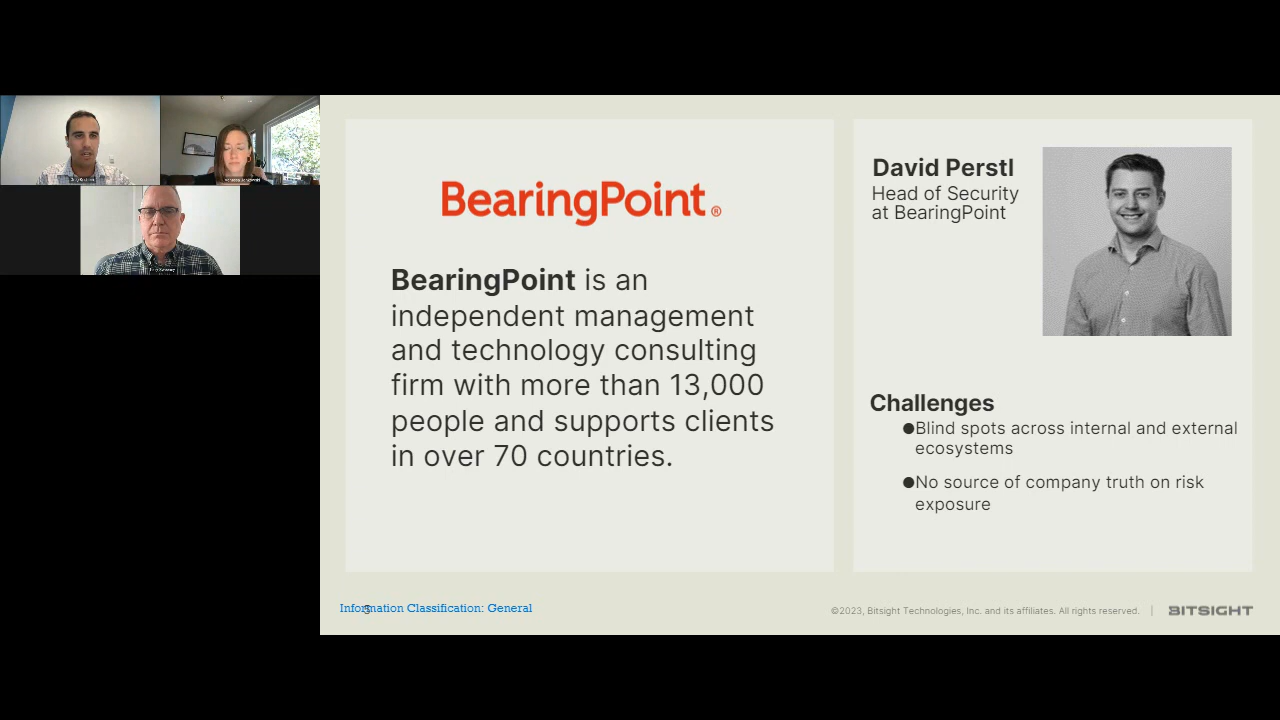 BearingPoint®
BearingPoint is an
independent management
and technology consulting
firm with more than 13,000
people and supports clients
in over 70 countries.
David Perstl
Head of Security
at BearingPoint
Challenges
●Blind spots across internal and external
ecosystems
●No source of company truth on risk
exposure
Information Classification: General
5
©2023, Bitsight Technologies, Inc. and its affiliates. All rights reserved. |
BITSIGHT